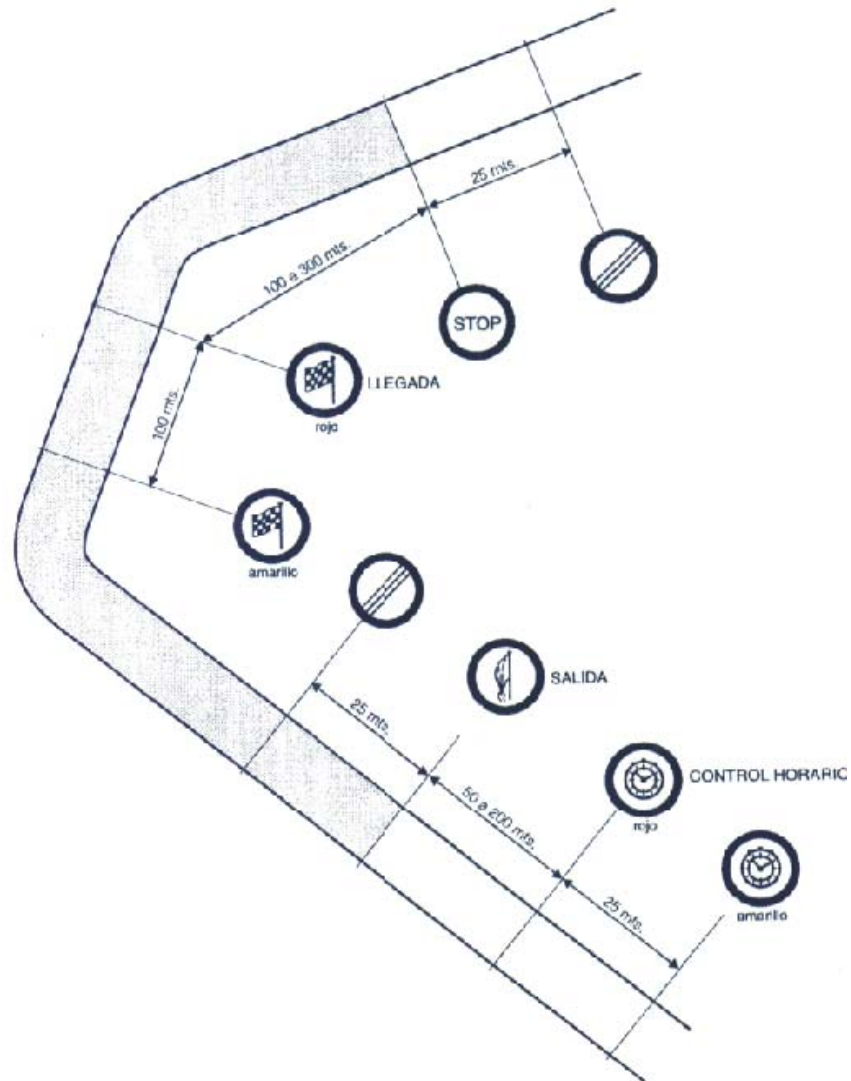 25 mts.
100 a 300 mts.
STOP
LLEGADA
rojo
100 mts.
amarillo
SALIDA
25 mts.
CONTROL HORARIO
rojo
50 a 200 mts.
25 mts.
amarillo